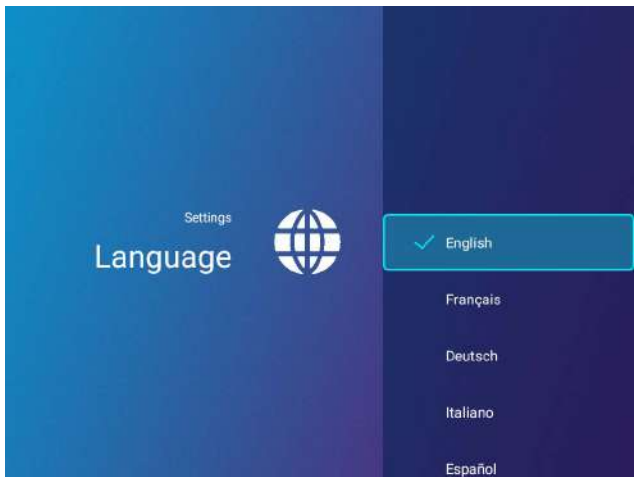 Settings
Language
English
Français
Deutsch
Italiano
Español